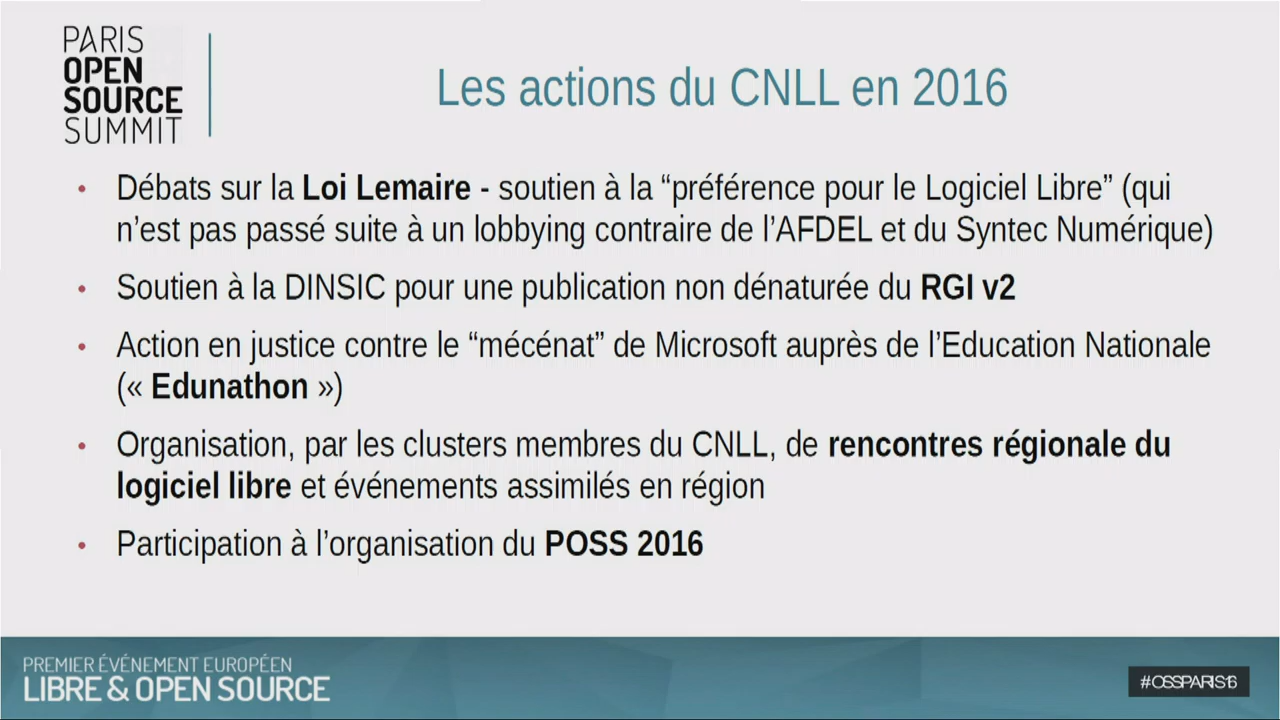 PARIS
OPEN
SOURCE
SUMMIT
Les actions du CNLL en 2016
• Débats sur la Loi Lemaire - soutien à la “préférence pour le Logiciel Libre” (qui
n’est pas passé suite à un lobbying contraire de l’AFDEL et du Syntec Numérique)
• Soutien à la DINSIC pour une publication non dénaturée du RGI v2
• Action en justice contre le “mécénat” de Microsoft auprès de l’Education Nationale
(« Edunathon »)
• Organisation, par les clusters membres du CNLL, de rencontres régionale du
logiciel libre et événements assimilés en région
• Participation à l’organisation du POSS 2016
PREMIER ÉVÉNEMENT EUROPÉEN
LIBRE & OPEN SOURCE
#OSSPARIS16